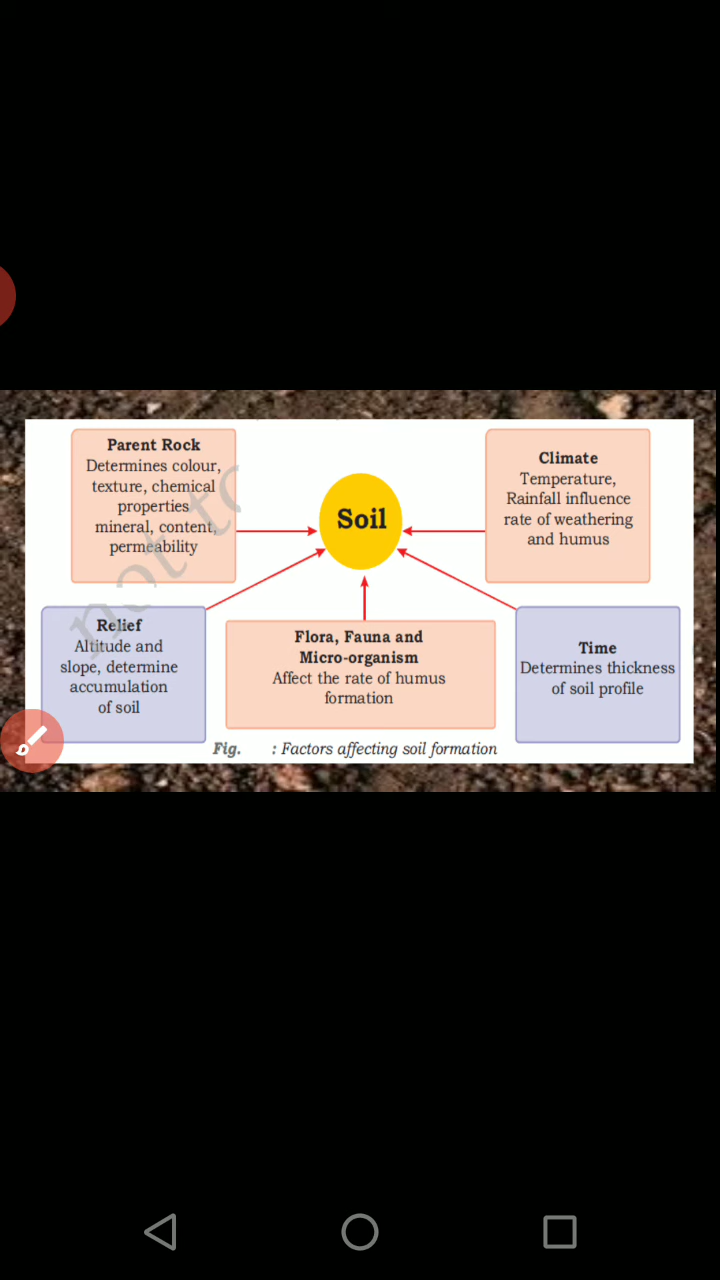 Parent Rock
Determines colour,
texture, chemical
properties
mineral, content,
permeability
Soil
Climate
Temperature,
Rainfall influence
rate of weathering
and humus
Relief
Altitude and
slope, determine
accumulation
of soil
Flora, Fauna and
Micro-organism
Affect the rate of humus
formation
Time
Determines thickness
of soil profile
Fig. : Factors affecting soil formation
not to